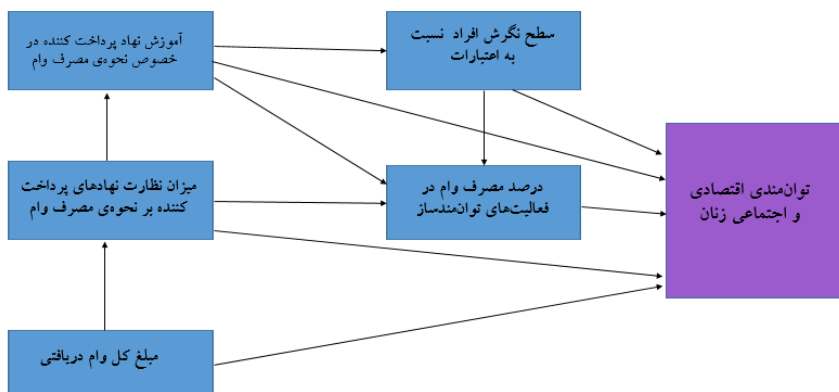 آموزش نهاد پرداخت کننده در
خصوص نحوه‌ی مصرف وام
سطح نگرش افراد نسبت
به اعتبارات
میزان نظارت نهادهای پرداخت
کننده بر نحوه‌ی مصرف وام
درصد مصرف وام در
فعالیت‌های توان‌مندساز
توان‌مندی اقتصادی
و اجتماعی زنان
مبلغ کل وام دریافتی